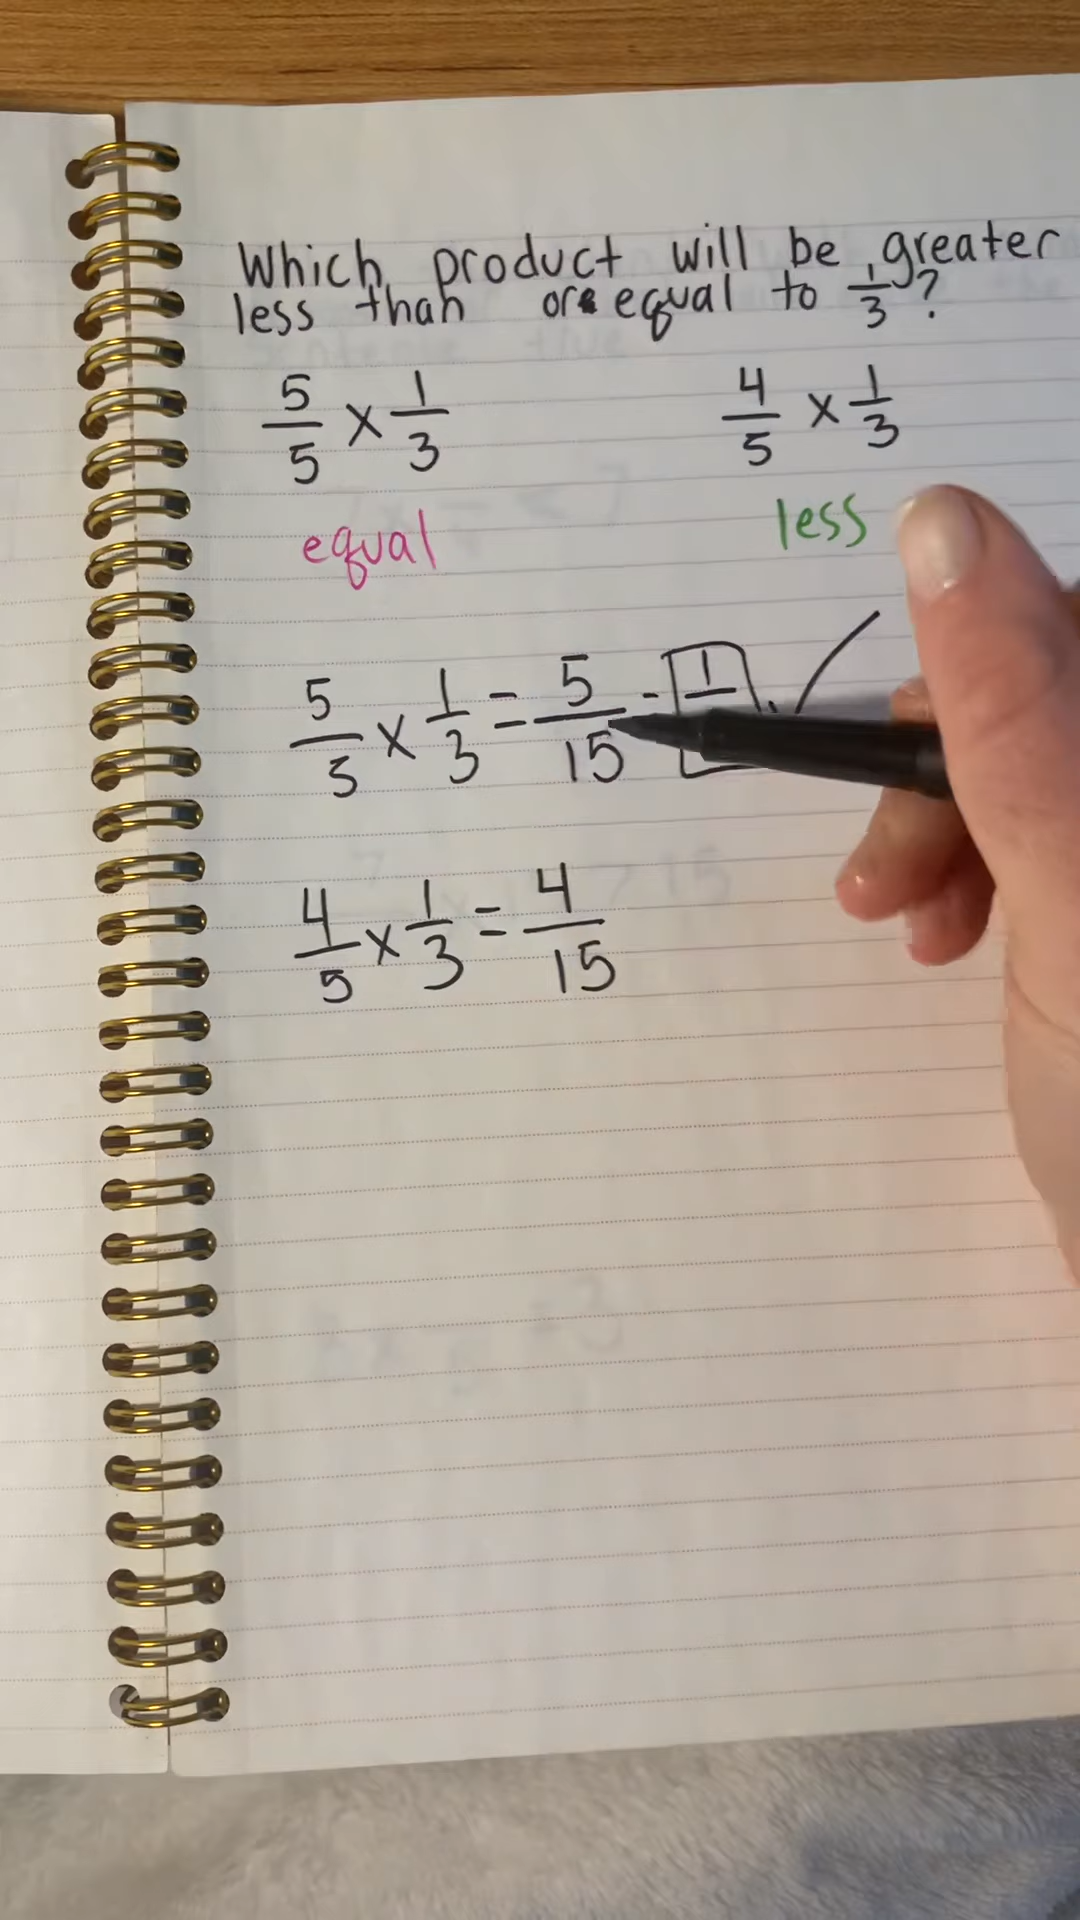 Which product will be greater
less than or equal to 1/3?
5/5 × 1/3    4/5 × 1/3
equal    less
5/5 × 1/3 = 5/15 - 1
4/5 × 1/3 = 4/15